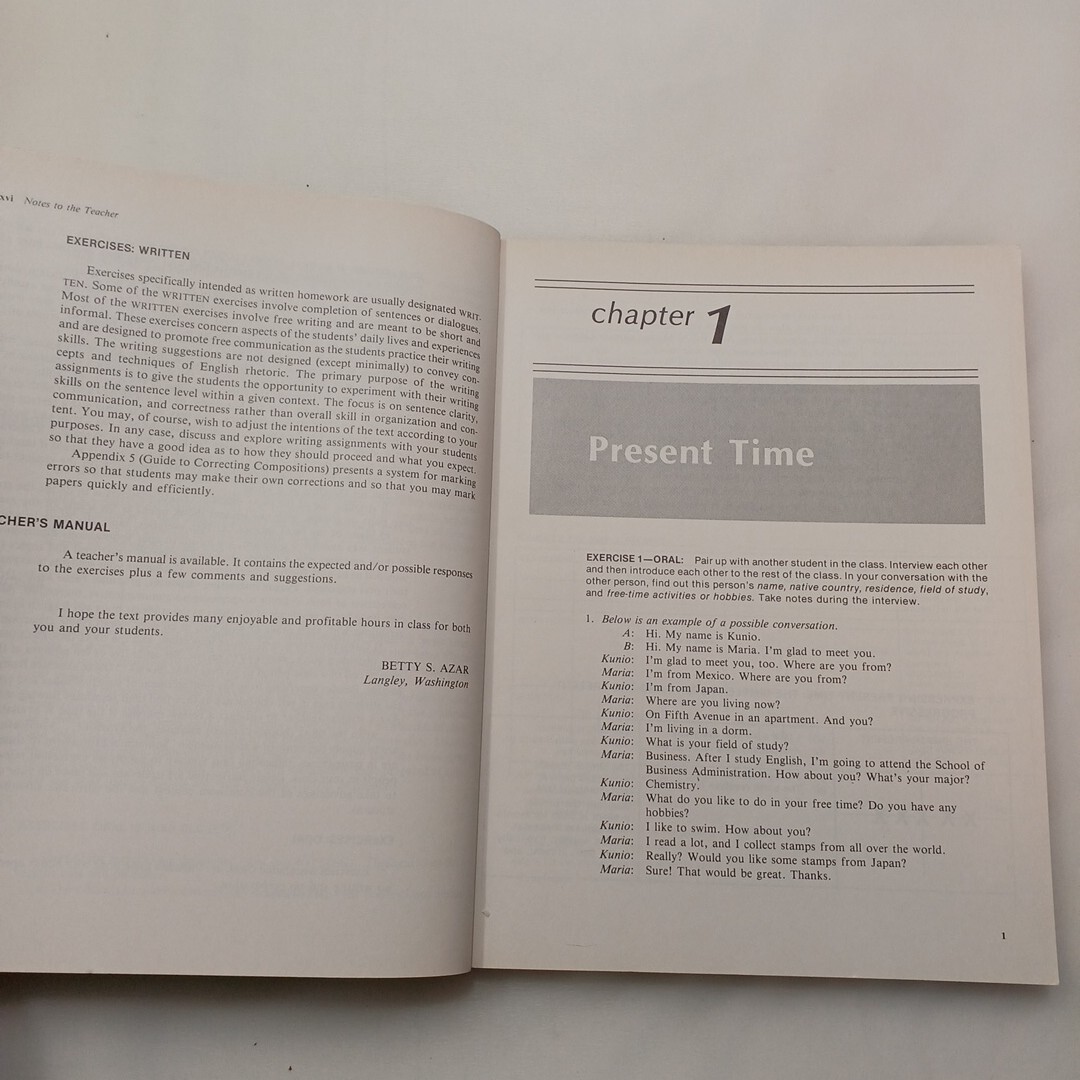 xvi Notes to the Teacher
EXERCISES: WRITTEN
Exercises specifically intended as written homework are usually designated WRIT-
TEN. Some of the WRITTEN exercises involve completion of sentences or dialogues.
Most of the WRITTEN exercises involve free writing and are meant to be short and
informal. These exercises concern aspects of the students' daily lives and experiences
and are designed to promote free communication as the students practice their writing
skills. The writing suggestions are not designed (except minimally) to convey con-
cepts and techniques of English rhetoric. The primary purpose of the writing
assignments is to give the students the opportunity to experiment with their writing
skills on the sentence level within a given context. The focus is on sentence clarity,
communication, and correctness rather than overall skill in organization and con-
tent. You may, of course, wish to adjust the intentions of the text according to your
purposes. In any case, discuss and explore writing assignments with your students
so that they have a good idea as to how they should proceed and what you expect.
Appendix 5 (Guide to Correcting Compositions) presents a system for marking
errors so that students may make their own corrections and so that you may mark
papers quickly and efficiently.
CHER'S MANUAL
A teacher's manual is available. It contains the expected and/or possible responses
to the exercises plus a few comments and suggestions.
I hope the text provides many enjoyable and profitable hours in class for both
you and your students.
BETTY S. AZAR
Langley, Washington
chapter 1
Present Time
EXERCISE 1—ORAL: Pair up with another student in the class. Interview each other
and then introduce each other to the rest of the class. In your conversation with the
other person, find out this person's name, native country, residence, field of study,
and free-time activities or hobbies. Take notes during the interview.
1. Below is an example of a possible conversation.
A: Hi. My name is Kunio.
B: Hi. My name is Maria. I'm glad to meet you.
Kunio: I'm glad to meet you, too. Where are you from?
Maria: I'm from Mexico. Where are you from?
Kunio: I'm from Japan.
Maria: Where are you living now?
Kunio: On Fifth Avenue in an apartment. And you?
Maria: I'm living in a dorm.
Kunio: What is your field of study?
Maria: Business. After I study English, I'm going to attend the School of
Business Administration. How about you? What's your major?
Kunio: Chemistry.
Maria: What do you like to do in your free time? Do you have any
hobbies?
Kunio: I like to swim. How about you?
Maria: I read a lot, and I collect stamps from all over the world.
Kunio: Really? Would you like some stamps from Japan?
Maria: Sure! That would be great. Thanks.
1